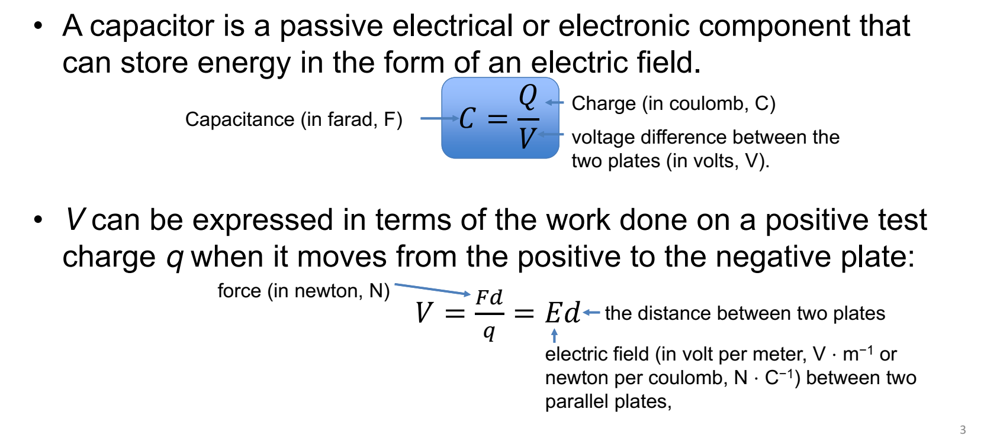 • A capacitor is a passive electrical or electronic component that
can store energy in the form of an electric field.
Capacitance (in farad, F)
C = Q/V
Charge (in coulomb, C)
voltage difference between the
two plates (in volts, V).
• V can be expressed in terms of the work done on a positive test
charge q when it moves from the positive to the negative plate:
force (in newton, N)
V = Fd/q = Ed
the distance between two plates
electric field (in volt per meter, V · m⁻¹ or
newton per coulomb, N · C⁻¹) between two
parallel plates,
3